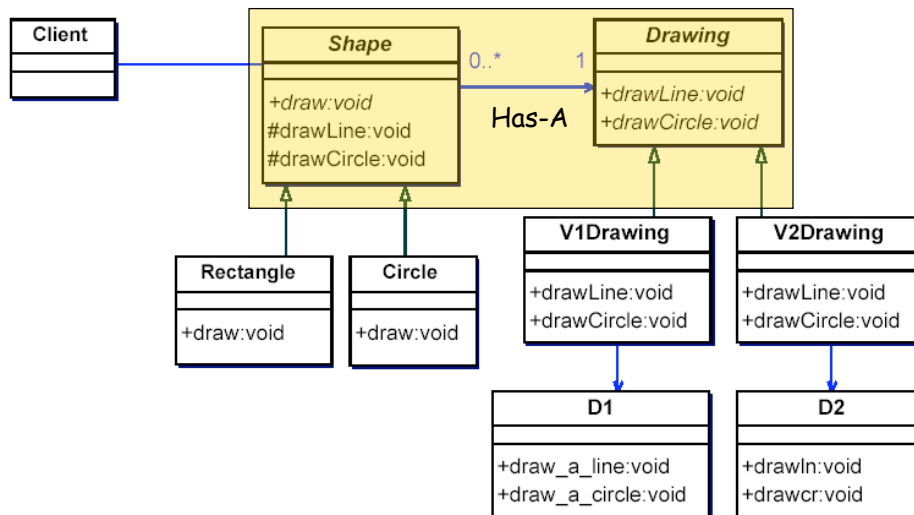 Client
Shape
+draw:void
#drawLine:void
#drawCircle:void
0..*
1
Has-A
Drawing
+drawLine:void
+drawCircle:void
Rectangle
+draw:void
Circle
+draw:void
V1Drawing
+drawLine:void
+drawCircle:void
V2Drawing
+drawLine:void
+drawCircle:void
D1
+draw_a_line:void
+draw_a_circle:void
D2
+drawln:void
+drawcr:void